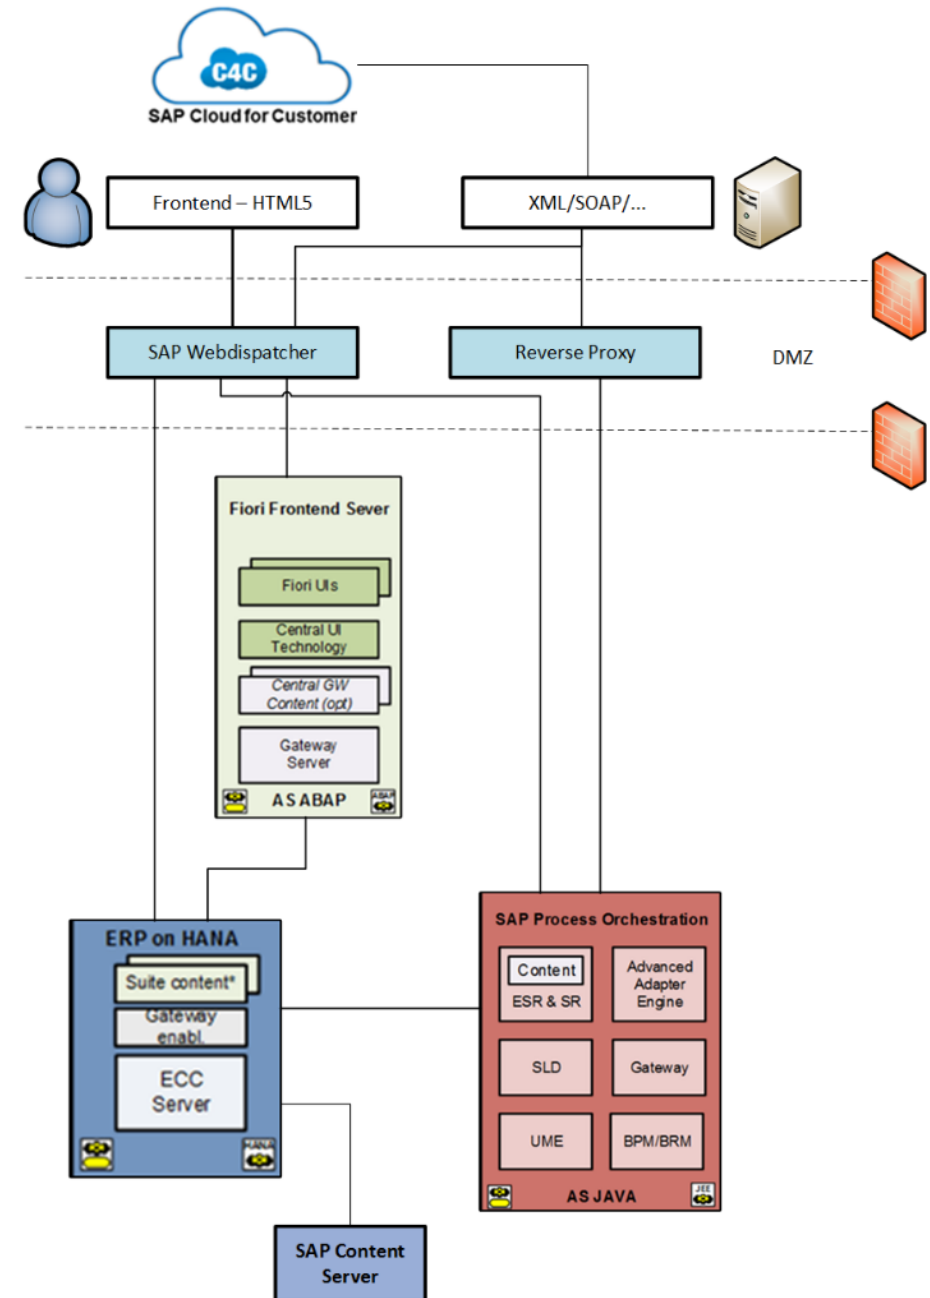 C4C
SAP Cloud for Customer
Frontend – HTML5
XML/SOAP/...
SAP Webdispatcher
Reverse Proxy
DMZ
Fiori Frontend Sever
Fiori UIs
Central UI
Technology
Central GW
Content (opt)
Gateway
Server
AS ABAP
ABAP
ERP on HANA
Suite content*
Gateway
enabl.
ECC
Server
HANA
SAP Process Orchestration
Content
ESR & SR
Advanced
Adapter
Engine
SLD
Gateway
UME
BPM/BRM
AS JAVA
JEE
SAP Content
Server